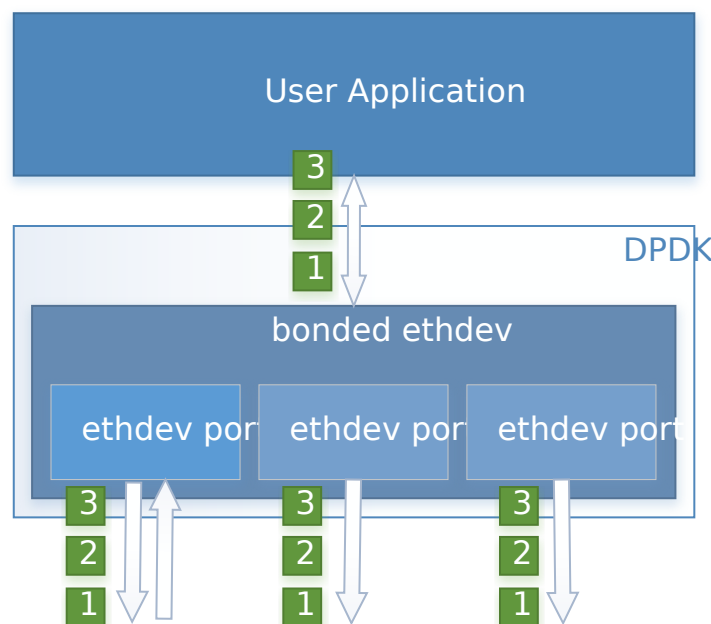 User Application
3
2
1
DPDK
bonded ethdev
ethdev port
ethdev port
ethdev port
3
3
3
2
2
2
1
1
1